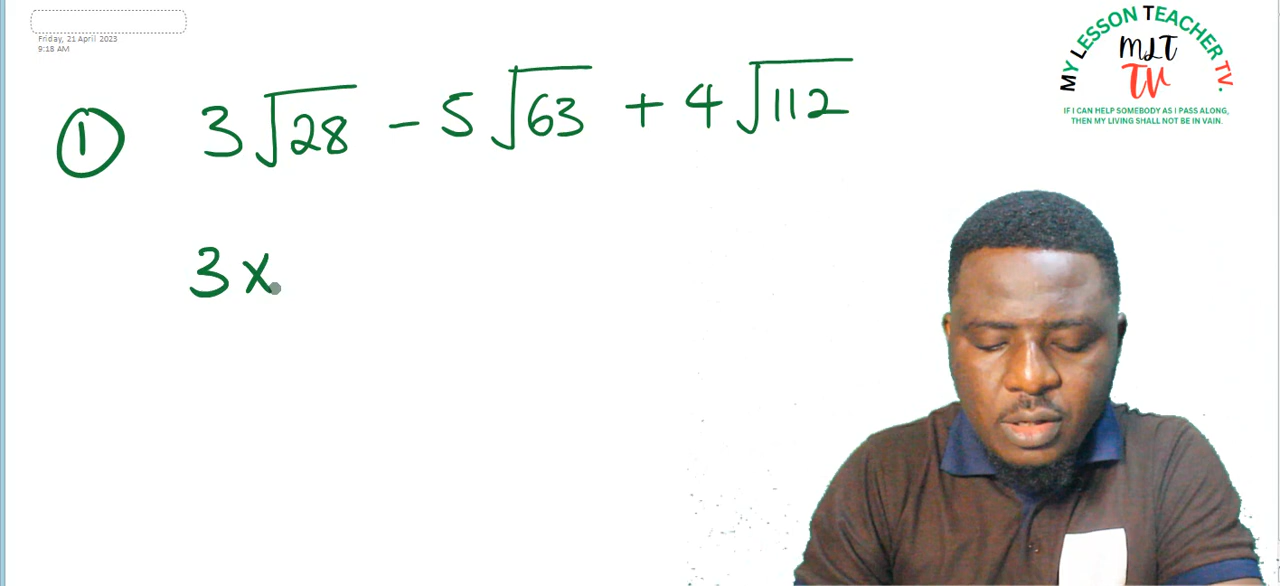 Friday, 21 April 2023
9:18 AM
① 3√28 - 5√63 + 4√112
3 x
MY LESSON TEACHER TV.
MLT
TV
IF I CAN HELP SOMEBODY AS I PASS ALONG,
THEN MY LIVING SHALL NOT BE IN VAIN.